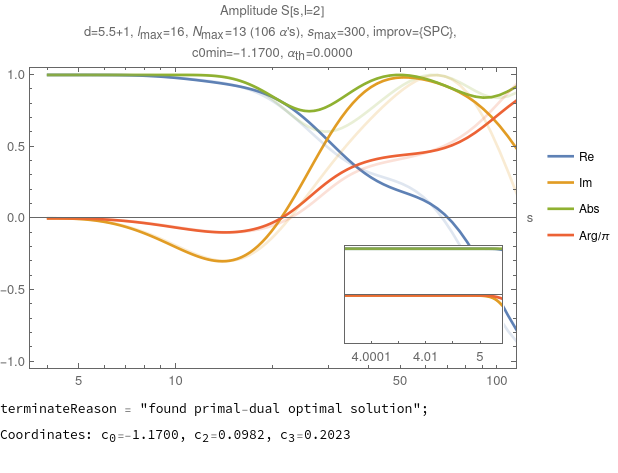 Amplitude S[s,l=2]
d=5.5+1, lmax=16, Nmax=13 (106 α's), smax=300, improv={SPC},
c0min=-1.1700, αth=0.0000
1.0
0.5
0.0
-0.5
-1.0
s
Re
Im
Abs
Arg/π
4.0001 4.01 5
5 10 50 100
terminateReason = "found primal-dual optimal solution";
Coordinates: c0=-1.1700, c2=0.0982, c3=0.2023